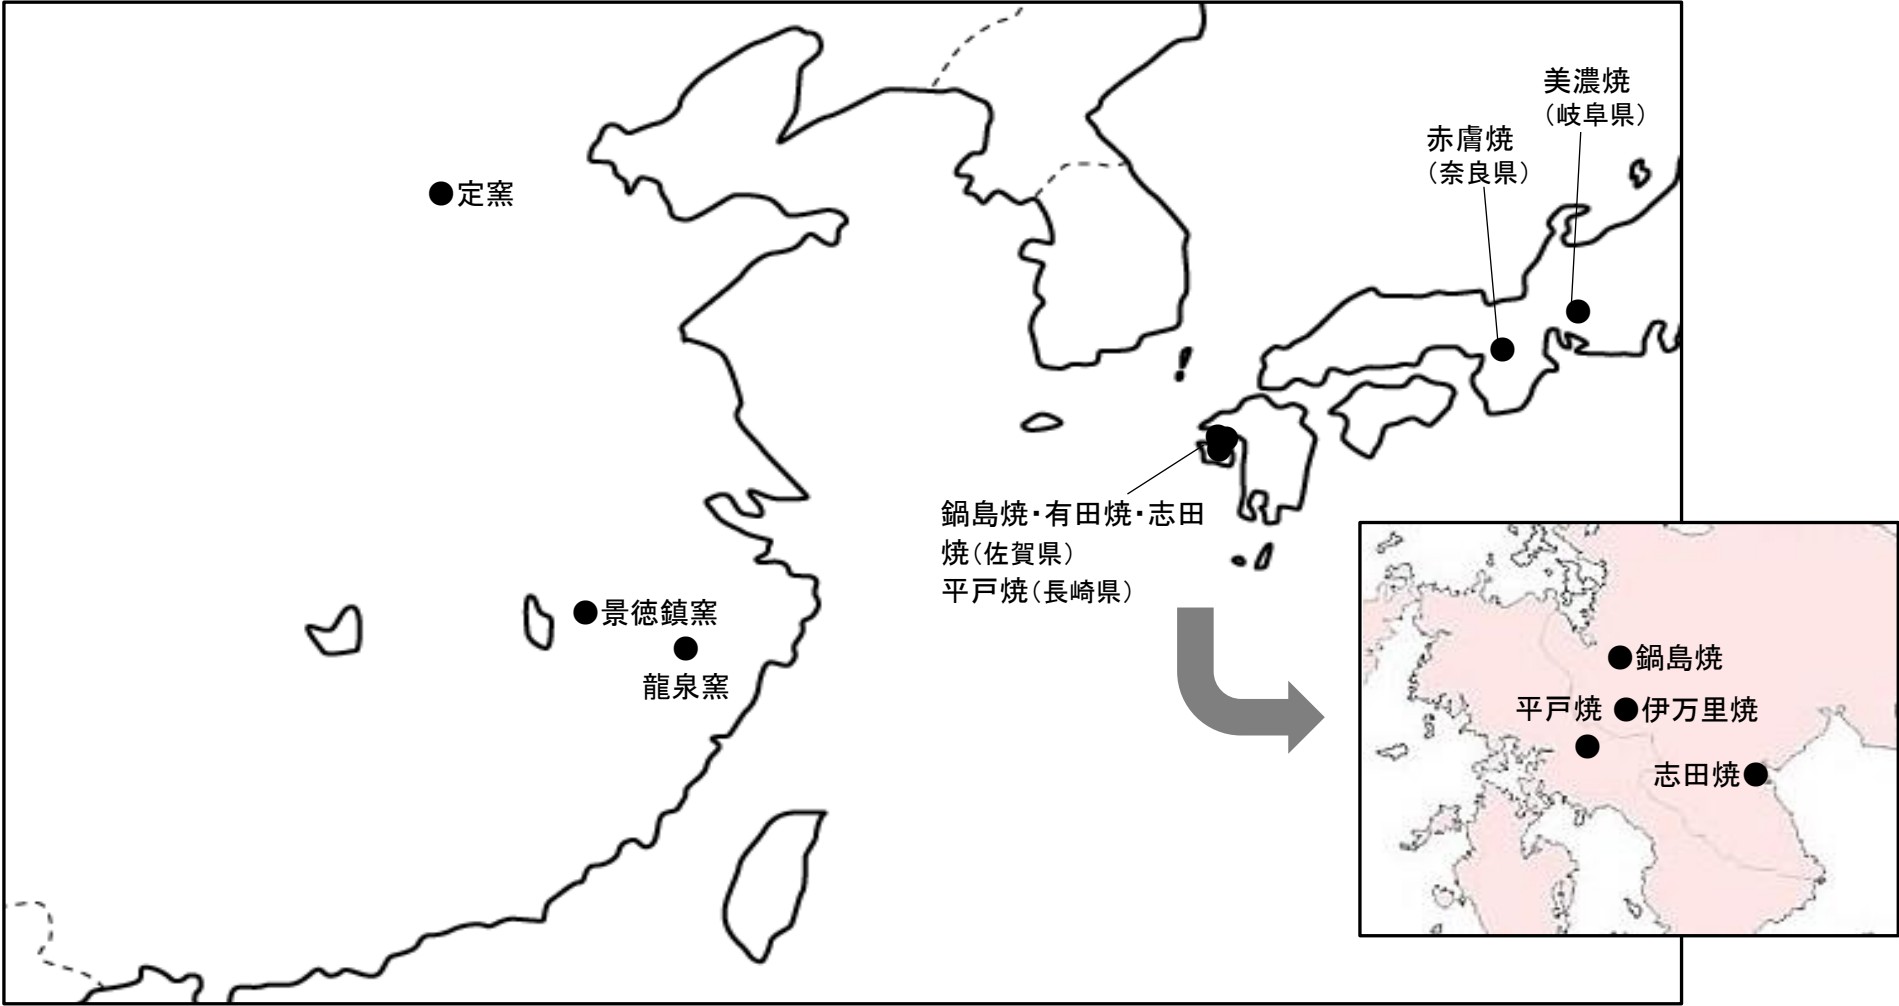 美濃焼
（岐阜県）
赤膚焼
（奈良県）
定窯
鍋島焼・有田焼・志田
焼（佐賀県）
平戸焼（長崎県）
景徳鎮窯
龍泉窯
鍋島焼
平戸焼
伊万里焼
志田焼